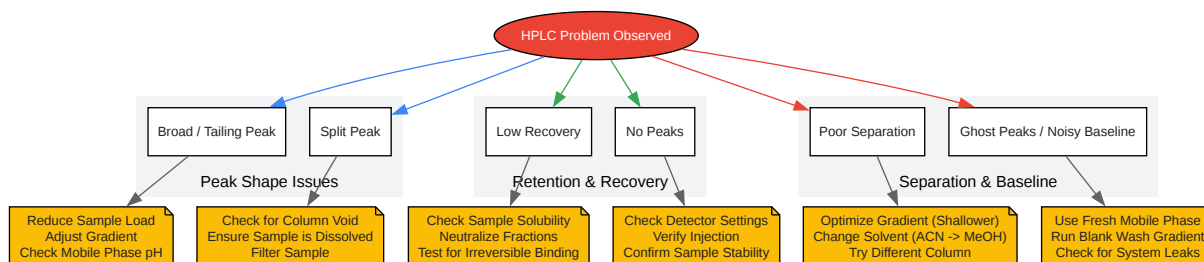 HPLC Problem Observed
Broad / Tailing Peak
Split Peak
Low Recovery
No Peaks
Poor Separation
Ghost Peaks / Noisy Baseline
Peak Shape Issues
Retention & Recovery
Separation & Baseline
Reduce Sample Load
Adjust Gradient
Check Mobile Phase pH
Check for Column Void
Ensure Sample is Dissolved
Filter Sample
Check Sample Solubility
Neutralize Fractions
Test for Irreversible Binding
Check Detector Settings
Verify Injection
Confirm Sample Stability
Optimize Gradient (Shallower)
Change Solvent (ACN -> MeOH)
Try Different Column
Use Fresh Mobile Phase
Run Blank Wash Gradient
Check for System Leaks